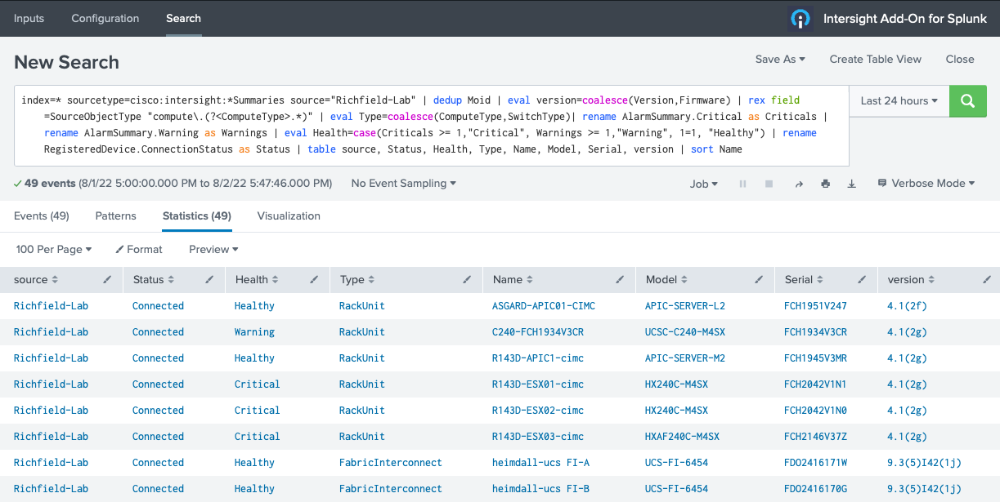 Inputs Configuration Search Intersight Add-On for Splunk
New Search Save As Create Table View Close
index=* sourcetype=cisco:intersight:*Summaries source="Richfield-Lab" | dedup Moid | eval version=coalesce(Version,Firmware) | rex field
=SourceObjectType "compute\.(?<ComputeType>.*)" | eval Type=coalesce(ComputeType,SwitchType)| rename AlarmSummary.Critical as Criticals |
rename AlarmSummary.Warning as Warnings | eval Health=case(Criticals >= 1,"Critical", Warnings >= 1,"Warning", 1=1, "Healthy") | rename
RegisteredDevice.ConnectionStatus as Status | table source, Status, Health, Type, Name, Model, Serial, version | sort Name
Last 24 hours
49 events (8/1/22 5:00:00.000 PM to 8/2/22 5:47:46.000 PM) No Event Sampling Job Verbose Mode
Events (49) Patterns Statistics (49) Visualization
100 Per Page Format Preview
source Status Health Type Name Model Serial version
Richfield-Lab Connected Healthy RackUnit ASGARD-APIC01-CIMC APIC-SERVER-L2 FCH1951V247 4.1(2f)
Richfield-Lab Connected Warning RackUnit C240-FCH1934V3CR UCSC-C240-M4SX FCH1934V3CR 4.1(2g)
Richfield-Lab Connected Healthy RackUnit R143D-APIC1-cimc APIC-SERVER-M2 FCH1945V3MR 4.1(2g)
Richfield-Lab Connected Critical RackUnit R143D-ESX01-cimc HX240C-M4SX FCH2042V1N1 4.1(2g)
Richfield-Lab Connected Critical RackUnit R143D-ESX02-cimc HX240C-M4SX FCH2042V1N0 4.1(2g)
Richfield-Lab Connected Critical RackUnit R143D-ESX03-cimc HXAF240C-M4SX FCH2146V37Z 4.1(2g)
Richfield-Lab Connected Healthy FabricInterconnect heimdall-ucs FI-A UCS-FI-6454 FDO2416171W 9.3(5)I42(1j)
Richfield-Lab Connected Healthy FabricInterconnect heimdall-ucs FI-B UCS-FI-6454 FDO2416170G 9.3(5)I42(1j)